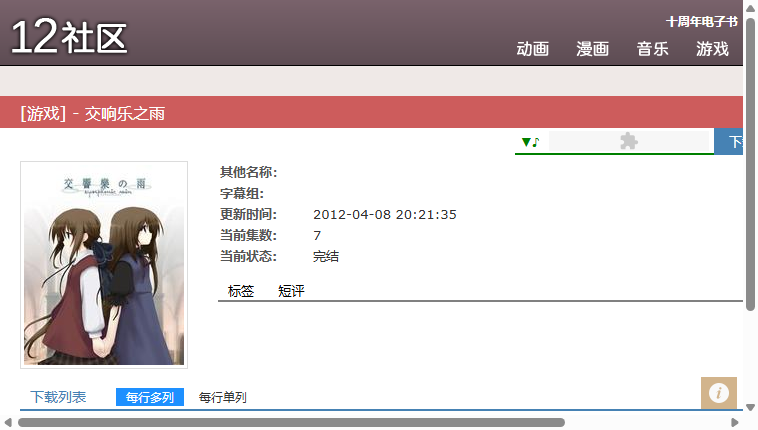 12社区
十周年电子书
动画 漫画 音乐 游戏
[游戏] - 交响乐之雨
▼♪
交響樂の雨
symphonic rain
其他名称:
字幕组:
更新时间: 2012-04-08 20:21:35
当前集数: 7
当前状态: 完结
标签 短评
下载列表 每行多列 每行单列